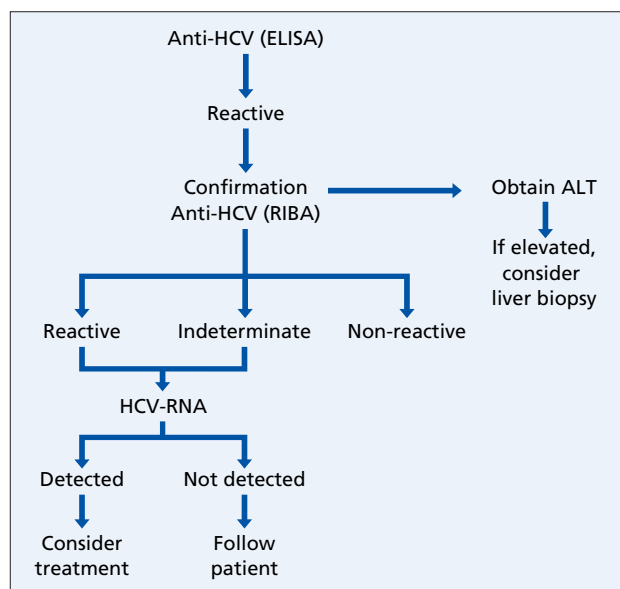 Anti-HCV (ELISA)
Reactive
Confirmation
Anti-HCV (RIBA)
Obtain ALT
If elevated,
consider
liver biopsy
Reactive
Indeterminate
Non-reactive
HCV-RNA
Detected
Not detected
Consider
treatment
Follow
patient